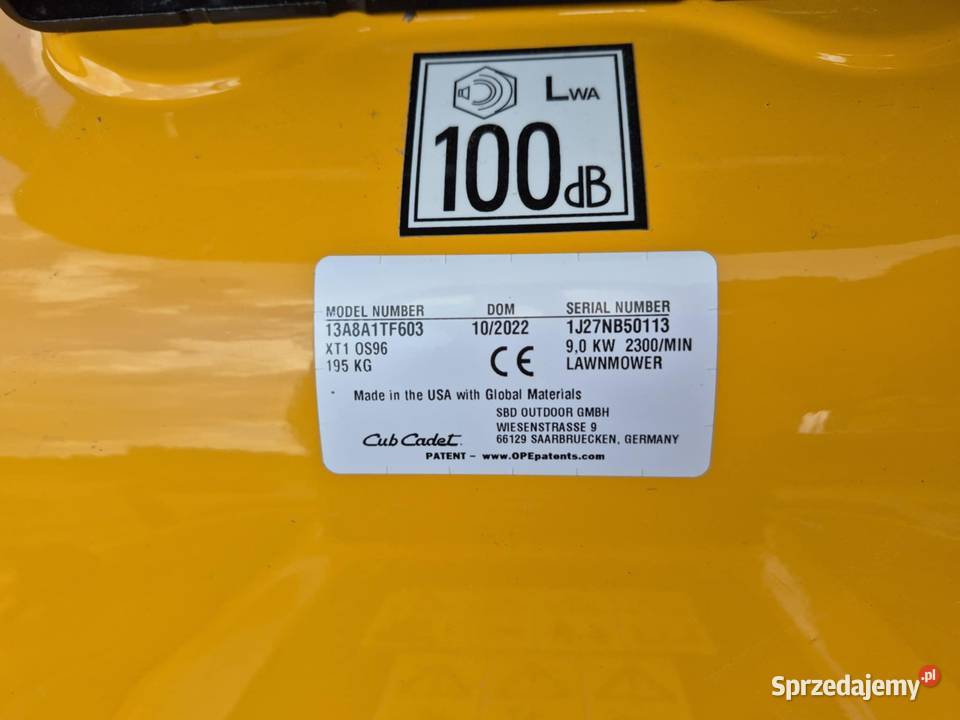 LWA
100dB
MODEL NUMBER DOM SERIAL NUMBER
13A8A1TF603 10/2022 1J27NB50113
XT1 OS96 9,0 KW 2300/MIN
195 KG CE LAWNMOWER
* Made in the USA with Global Materials
SBD OUTDOOR GMBH
WIESENSTRASSE 9
Cub Cadet. 66129 SAARBRUECKEN, GERMANY
PATENT - www.OPEpatents.com
Sprzedajemy.pl